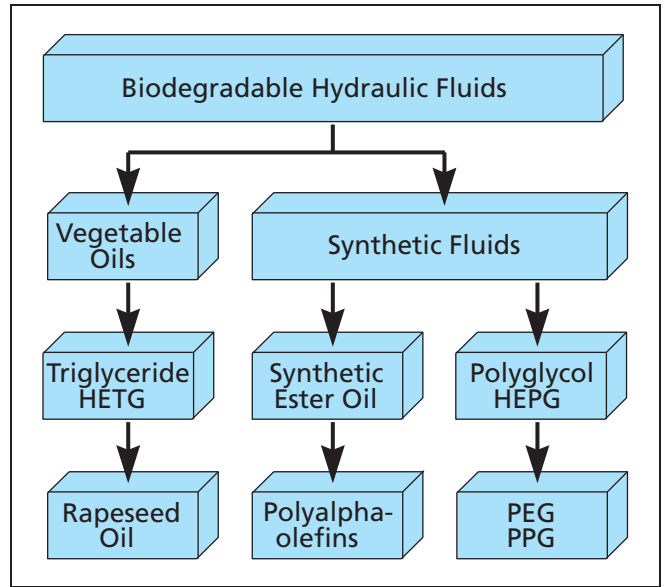 Biodegradable Hydraulic Fluids
Vegetable
Oils
Synthetic Fluids
Triglyceride
HETG
Synthetic
Ester Oil
Polyglycol
HEPG
Rapeseed
Oil
Polyalpha-
olefins
PEG
PPG